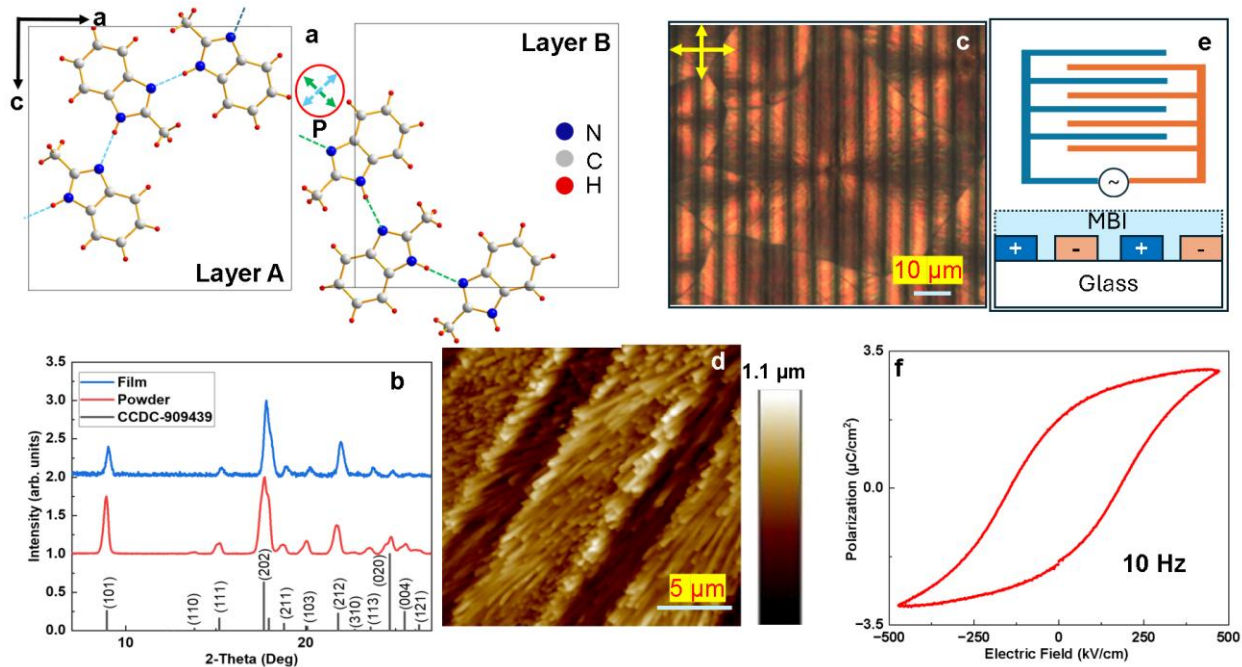 a
c
a
Layer A
Layer B
P
N
C
H
c
10 µm
e
~
MBI
+ - + -
Glass
b
3.5
3.0
2.5
2.0
1.5
1.0
0.5
0.0
Intensity (arb. units)
Film
Powder
CCDC-909439
(101)
(110)
(111)
(202)
(211)
(103)
(212)
(310)
(113)
(020)
(004)
(121)
10 20
2-Theta (Deg)
d
5 µm
1.1 µm
f
3.5
0.0
−3.5
Polarization (µC/cm²)
10 Hz
−500 −250 0 250 500
Electric Field (kV/cm)